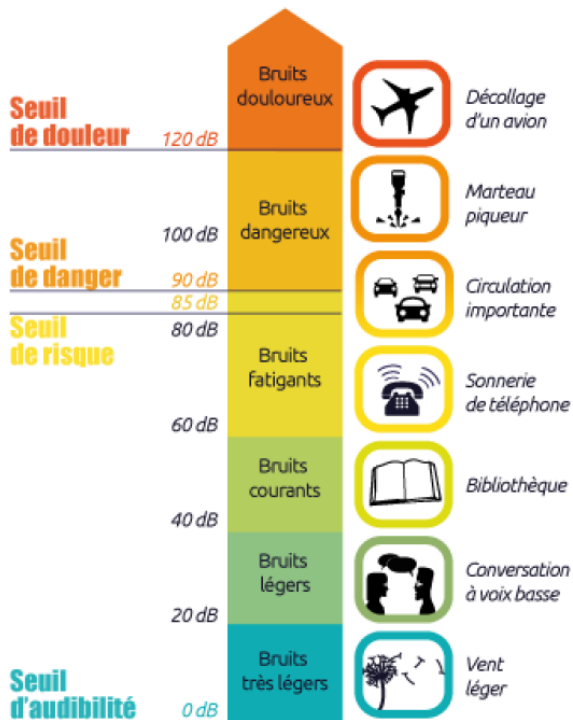 Bruits
douloureux
Décollage
d'un avion
Seuil
de douleur
120 dB
Marteau
piqueur
Bruits
dangereux
100 dB
Seuil
de danger
90 dB
Circulation
importante
85 dB
Seuil
de risque
80 dB
Bruits
fatigants
Sonnerie
de téléphone
60 dB
Bruits
courants
Bibliothèque
40 dB
Bruits
légers
Conversation
à voix basse
20 dB
Bruits
très légers
Vent
léger
Seuil
d'audibilité
0 dB